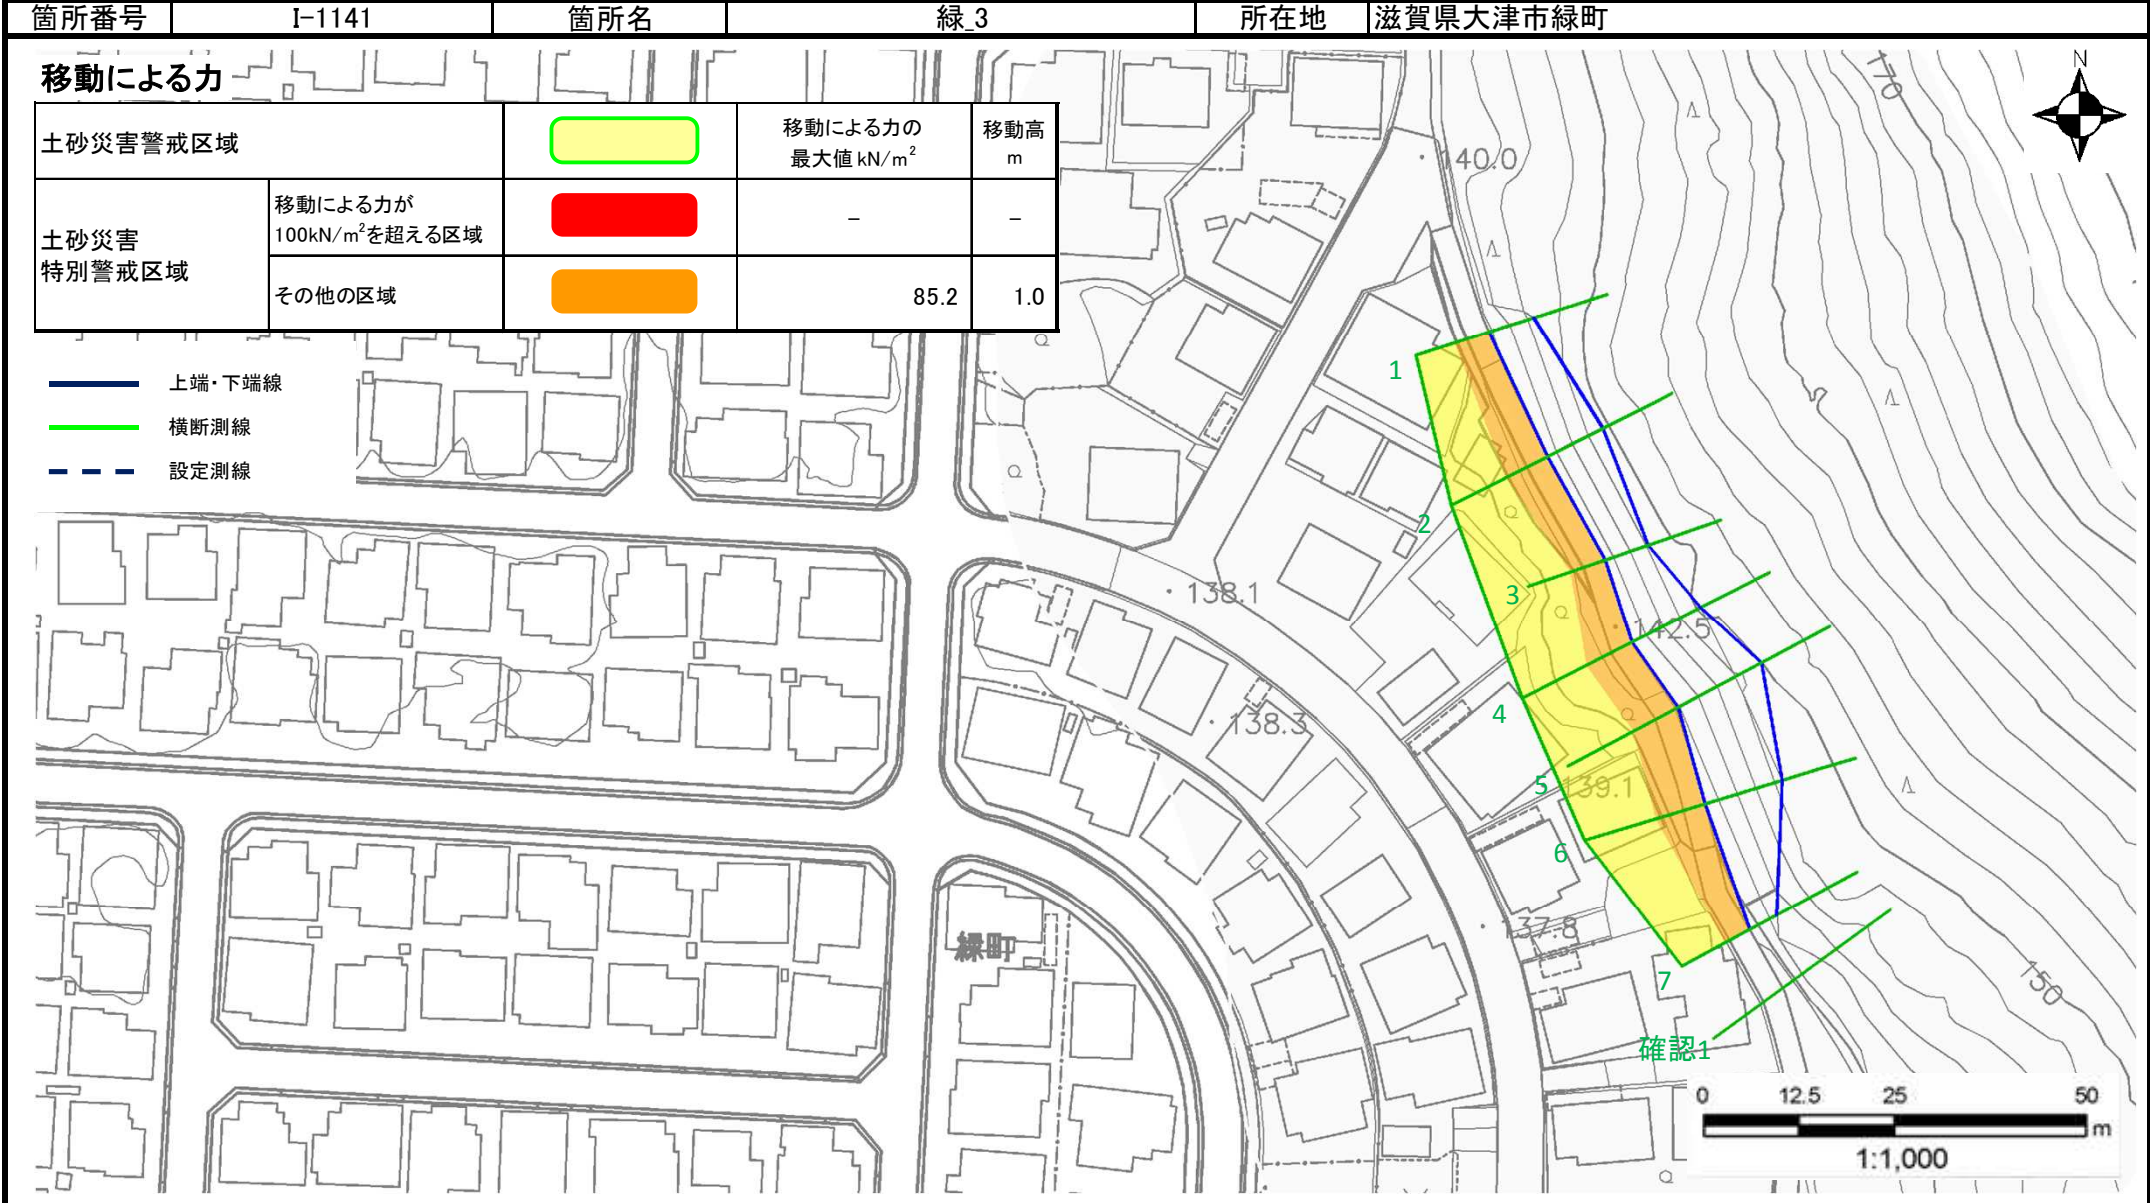 箇所番号 I-1141 箇所名 緑_3 所在地 滋賀県大津市緑町
移動による力
土砂災害警戒区域
移動による力の
最大値kN/m²
移動高
m
土砂災害
特別警戒区域
移動による力が
100kN/m²を超える区域
– –
その他の区域
85.2 1.0
上端・下端線
横断測線
設定測線
N
170
140.0
1
2
138.1
3
142.5
4
138.3
5
139.1
6
137.8
緑町
7
150
確認1
0 12.5 25 50
m
1:1,000